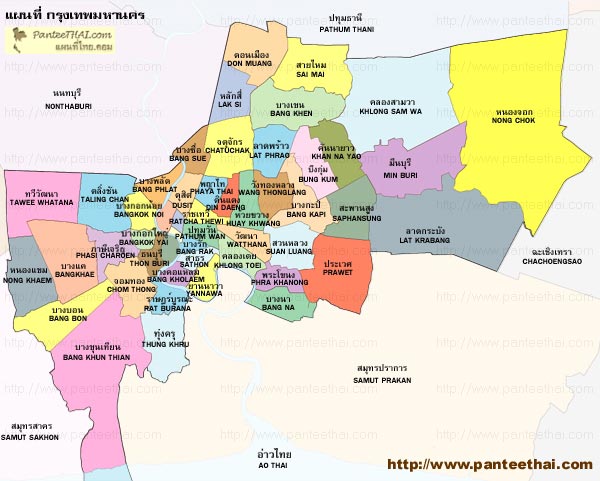 แผนที่ กรุงเทพมหานคร
PanteeTHAI.com
แผนที่ไทย.คอม
ปทุมธานี
PATHUM THANI
นนทบุรี
NONTHABURI
ดอนเมือง
DON MUANG
สายไหม
SAI MAI
หลักสี่
LAK SI
บางเขน
BANG KHEN
คลองสามวา
KHLONG SAM WA
หนองจอก
NONG CHOK
บางซื่อ
BANG SUE
จตุจักร
CHATUCHAK
ลาดพร้าว
LAT PHRAO
คันนายาว
KHAN NA YAO
บึงกุ่ม
BUNG KUM
มีนบุรี
MIN BURI
ทวีวัฒนา
TAWEE WHATANA
ตลิ่งชัน
TALING CHAN
บางพลัด
BANG PHLAT
ดุสิต
DUSIT
พญาไท
PHAYA THAI
ดินแดง
DIN DAENG
วังทองหลาง
WANG THONGLANG
บางกะปิ
BANG KAPI
สะพานสูง
SAPHANSUNG
ลาดกระบัง
LAT KRABANG
บางกอกน้อย
BANGKOK NOI
ราชเทวี
RATCHA THEWI
ห้วยขวาง
HUAY KHWANG
ฉะเชิงเทรา
CHACHOENGSAO
บางกอกใหญ่
BANGKOK YAI
ปทุมวัน
PATHUM WAN
วัฒนา
WATTHANA
สวนหลวง
SUAN LUANG
ประเวศ
PRAWET
หนองแขม
NONG KHAEM
บางแค
BANGKHAE
ภาษีเจริญ
PHASI CHAROEN
ธนบุรี
THON BURI
บางรัก
BANG RAK
สาธร
SATHON
คลองเตย
KHLONG TOEI
พระโขนง
PHRA KHANONG
จอมทอง
CHOM THONG
บางคอแหลม
BANG KHOLAEM
ยานนาวา
YANNAWA
บางนา
BANG NA
บางบอน
BANG BON
ราษฎร์บูรณะ
RAT BURANA
ทุ่งครุ
THUNG KHRU
บางขุนเทียน
BANG KHUN THIAN
สมุทรปราการ
SAMUT PRAKAN
สมุทรสาคร
SAMUT SAKHON
อ่าวไทย
AO THAI
http://www.panteethai.com